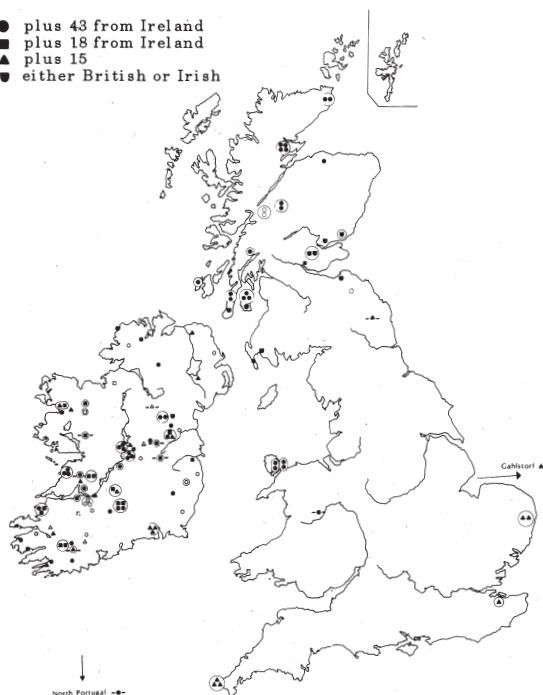 plus 43 from Ireland
plus 18 from Ireland
plus 15
either British or Irish
Gahlstorf
North Portugal